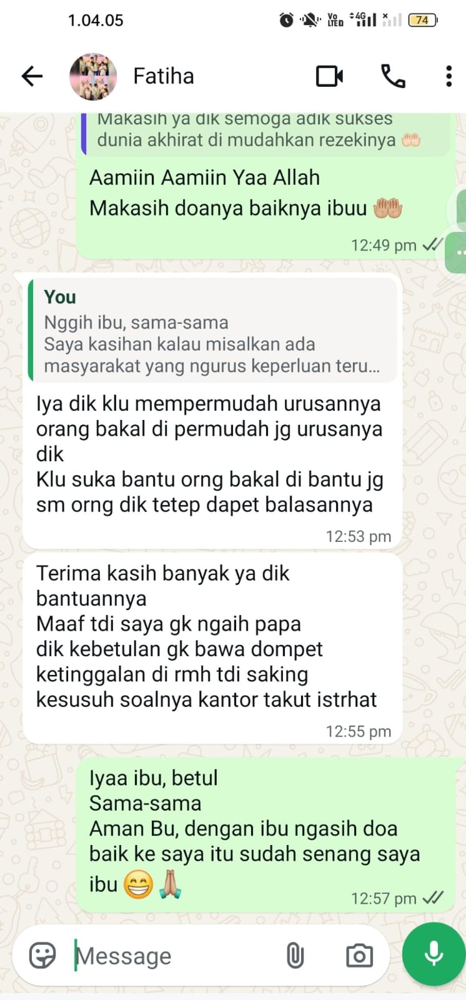 1.04.05
Vo
LTED
4G
74
Fatiha
Makasih ya dik semoga adik sukses
dunia akhirat di mudahkan rezekinya 🤲🏻
Aamiin Aamiin Yaa Allah
Makasih doanya baiknya ibuu 🤲🏼
12:49 pm
You
Nggih ibu, sama-sama
Saya kasihan kalau misalkan ada
masyarakat yang ngurus keperluan teru...
Iya dik klu mempermudah urusannya
orang bakal di permudah jg urusanya
dik
Klu suka bantu orng bakal di bantu jg
sm orng dik tetep dapet balasannya
12:53 pm
Terima kasih banyak ya dik
bantuannya
Maaf tdi saya gk ngaih papa
dik kebetulan gk bawa dompet
ketinggalan di rmh tdi saking
kesusuh soalnya kantor takut istrhat
12:55 pm
Iyaa ibu, betul
Sama-sama
Aman Bu, dengan ibu ngasih doa
baik ke saya itu sudah senang saya
ibu 😁🙏🏼
12:57 pm
Message